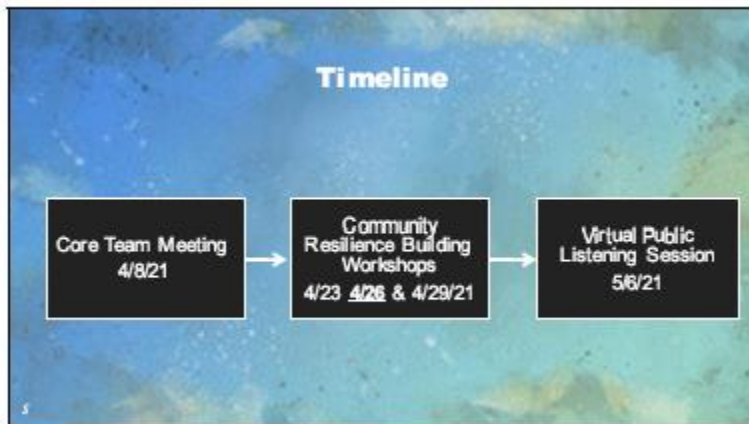 Timeline
Core Team Meeting
4/8/21
Community
Resilience Building
Workshops
4/23 4/26 & 4/29/21
Virtual Public
Listening Session
5/6/21
5